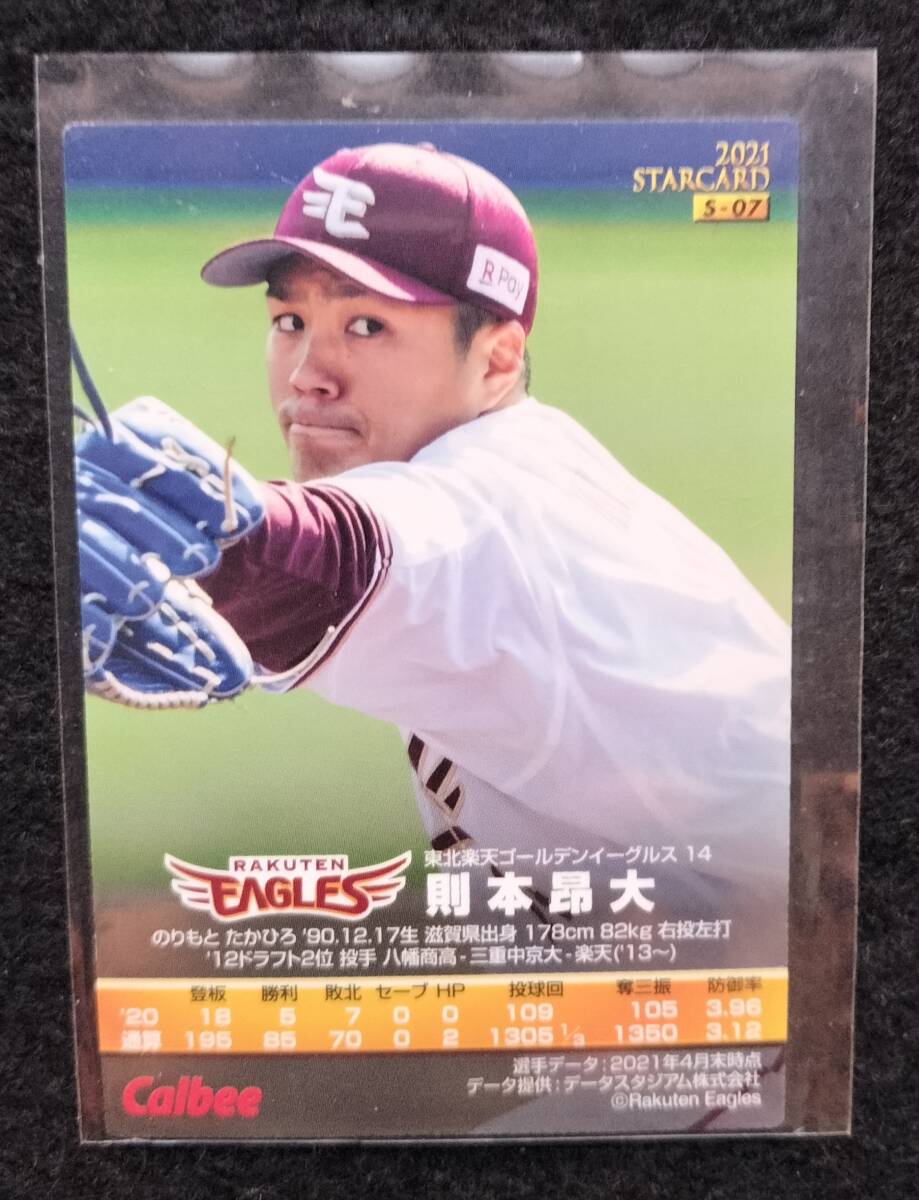 2021
STARCARD
S-07
R Pay
東北楽天ゴールデンイーグルス 14
RAKUTEN
EAGLES
則本昂大
のりもと たかひろ '90.12.17生 滋賀県出身 178cm 82kg 右投左打
'12ドラフト2位 投手 八幡商高-三重中京大-楽天('13〜)
登板 勝利 敗北 セーブ HP 投球回 奪三振 防御率
'20 18 5 7 0 0 109 105 3.96
通算 195 85 70 0 2 1305 1/3 1350 3.12
選手データ:2021年4月末時点
データ提供:データスタジアム株式会社
©Rakuten Eagles
Calbee